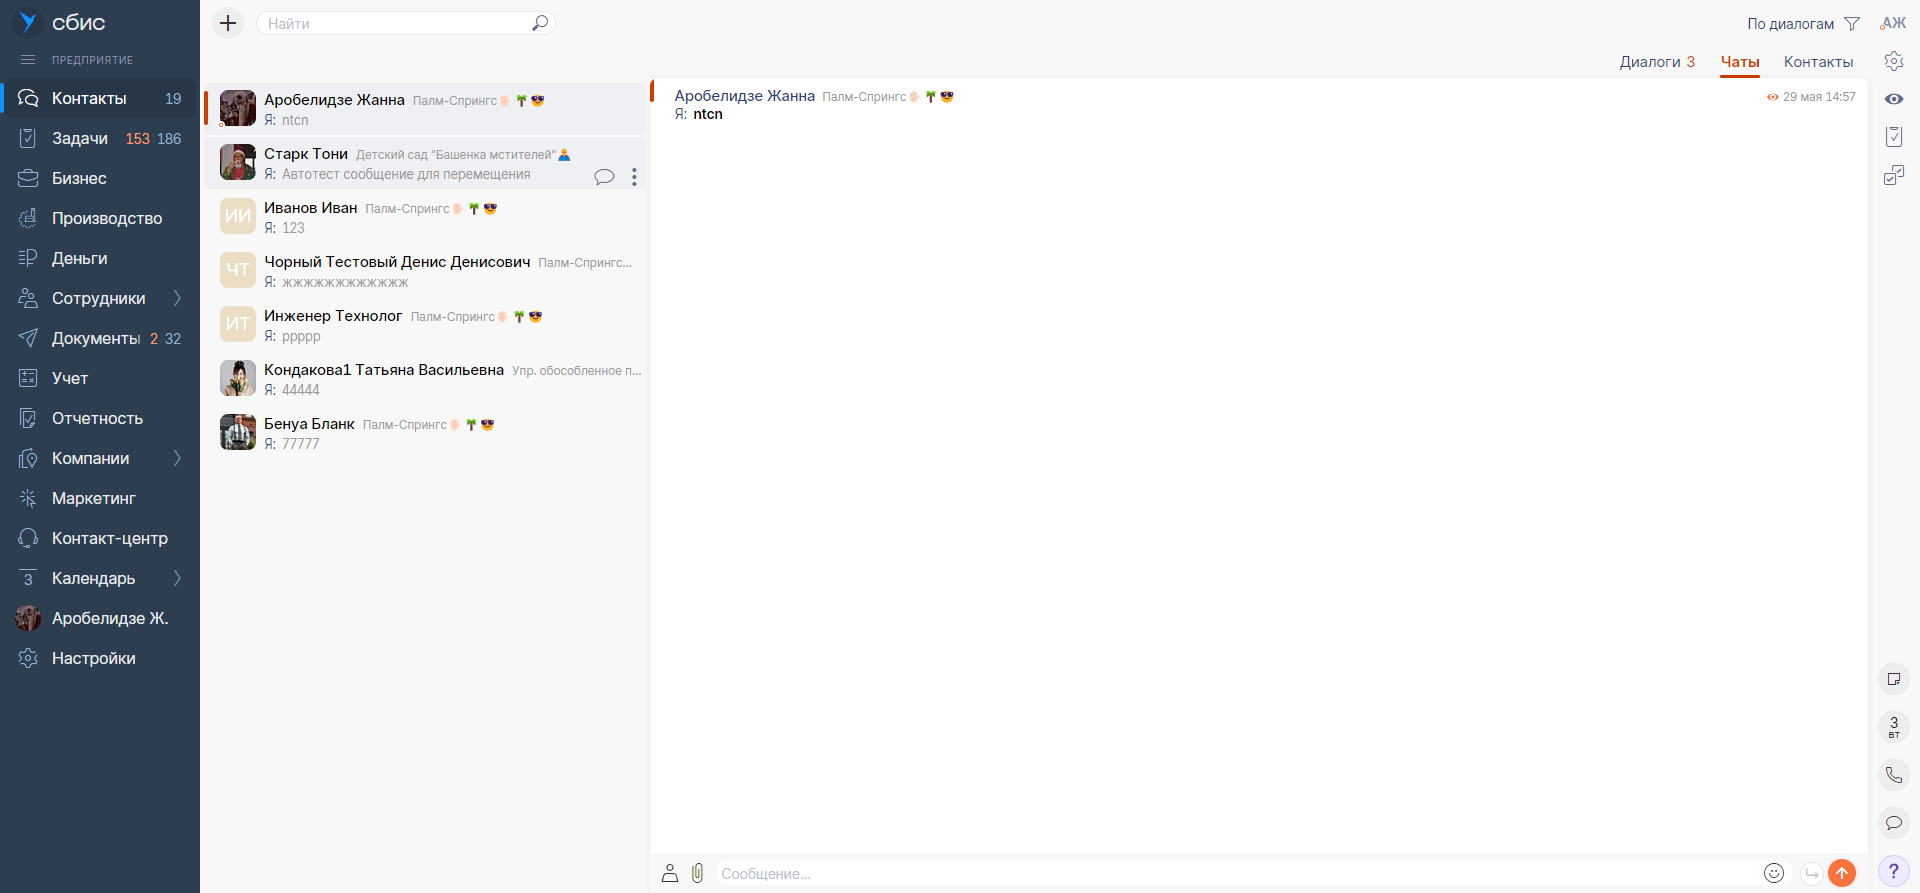 сбис
Найти
По диалогам
АЖ
ПРЕДПРИЯТИЕ
Диалоги 3
Чаты
Контакты
Контакты 19
Задачи 153 186
Бизнес
Производство
Деньги
Сотрудники
Документы 2 32
Учет
Отчетность
Компании
Маркетинг
Контакт-центр
3 Календарь
Аробелидзе Ж.
Настройки
Аробелидзе Жанна Палм-Спрингс
Я: ntcn
Старк Тони Детский сад "Башенка мстителей"
Я: Автотест сообщение для перемещения
ИИ
Иванов Иван Палм-Спрингс
Я: 123
ЧТ
Чорный Тестовый Денис Денисович Палм-Спрингс...
Я: жжжжжжжжжжжж
ИТ
Инженер Технолог Палм-Спрингс
Я: ррррр
Кондакова1 Татьяна Васильевна Упр. обособленное п...
Я: 44444
Бенуа Бланк Палм-Спрингс
Я: 77777
Аробелидзе Жанна Палм-Спрингс
29 мая 14:57
Я: ntcn
3
ВТ
Сообщение...
?